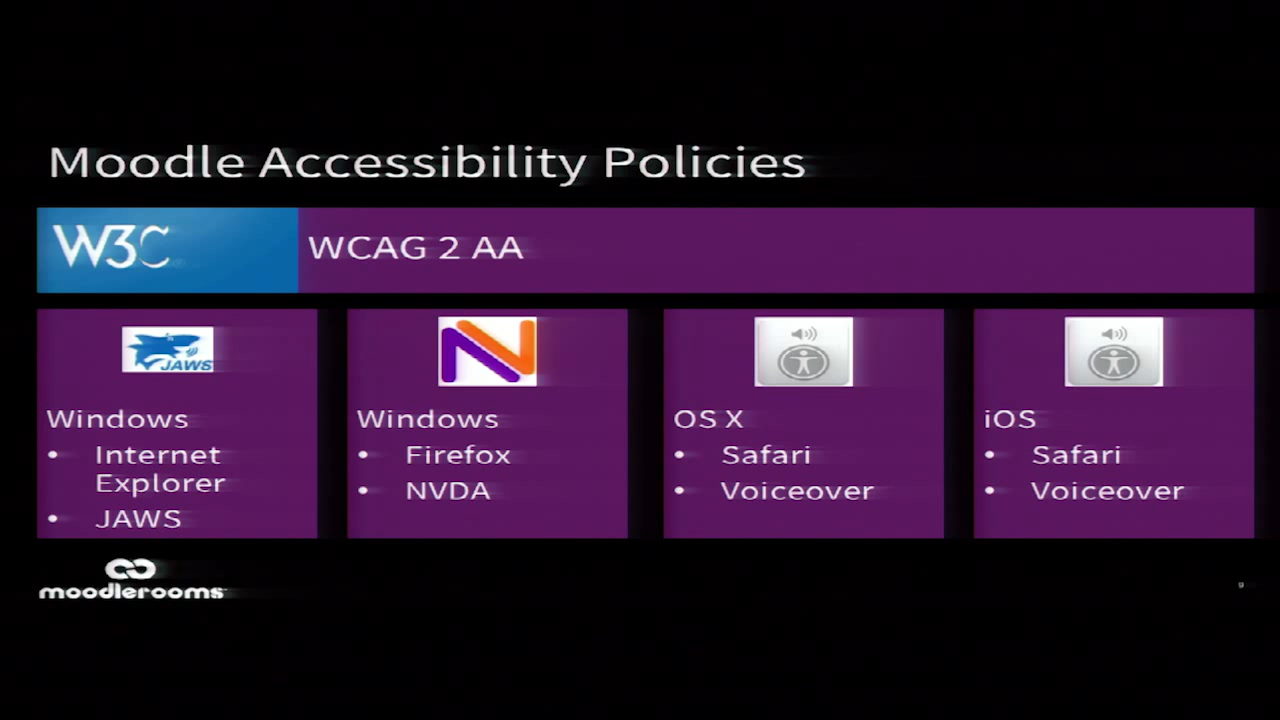 Moodle Accessibility Policies
W3C
WCAG 2 AA
JAWS
Windows
• Internet
Explorer
• JAWS
Windows
• Firefox
• NVDA
OS X
• Safari
• Voiceover
iOS
• Safari
• Voiceover
moodlerooms
9